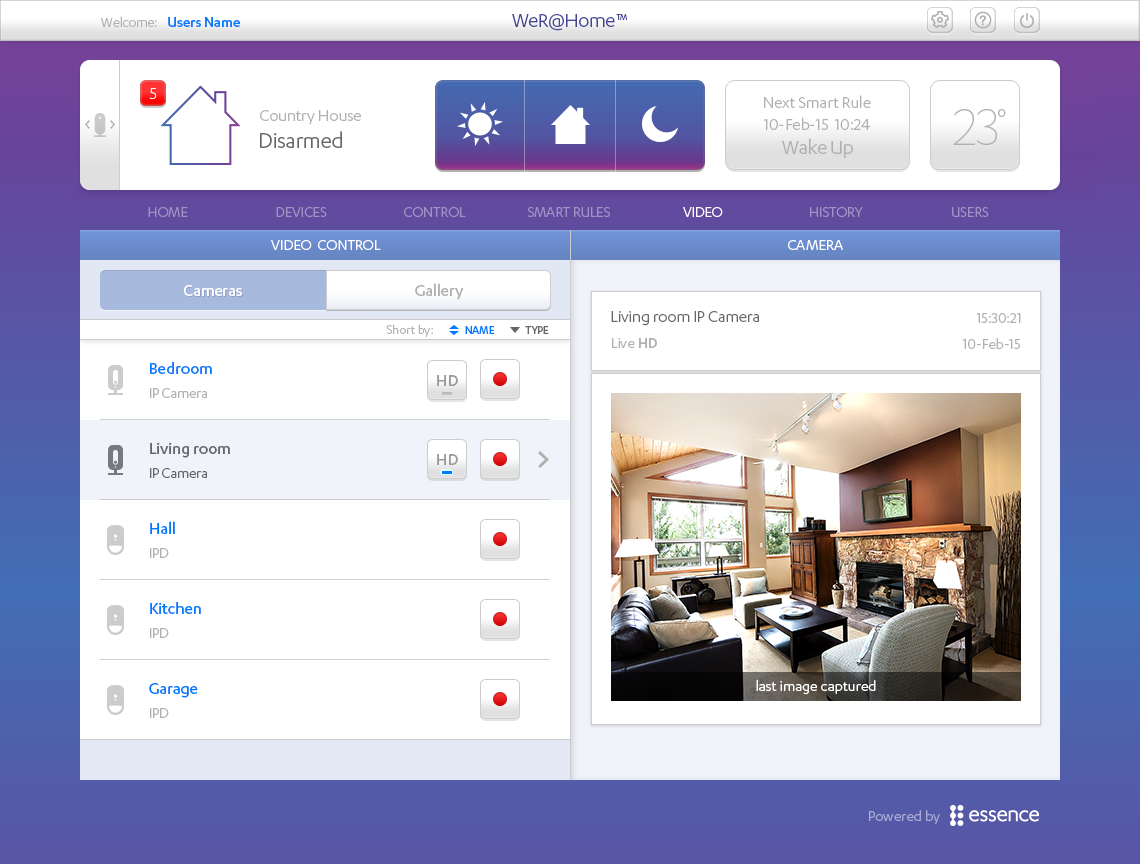 Welcome: Users Name
WeR@Home™
5
Country House
Disarmed
Next Smart Rule
10-Feb-15 10:24
Wake Up
23°
HOME
DEVICES
CONTROL
SMART RULES
VIDEO
HISTORY
USERS
VIDEO CONTROL
Cameras
Gallery
Short by:
NAME
TYPE
Bedroom
IP Camera
HD
Living room
IP Camera
HD
Hall
IPD
Kitchen
IPD
Garage
IPD
CAMERA
Living room IP Camera
15:30:21
Live HD
10-Feb-15
last image captured
Powered by essence